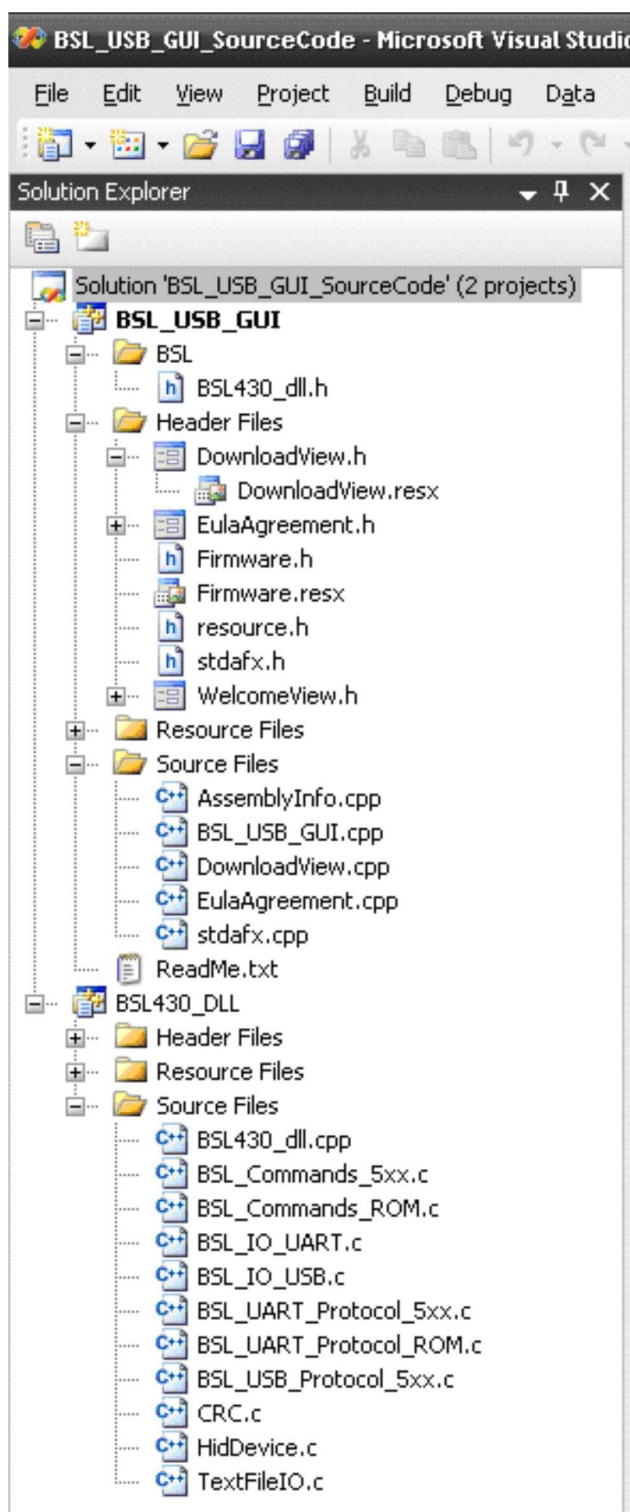 BSL_USB_GUI_SourceCode - Microsoft Visual Studio
File Edit View Project Build Debug Data
Solution Explorer
Solution 'BSL_USB_GUI_SourceCode' (2 projects)
BSL_USB_GUI
BSL
BSL430_dll.h
Header Files
DownloadView.h
DownloadView.resx
EulaAgreement.h
Firmware.h
Firmware.resx
resource.h
stdafx.h
WelcomeView.h
Resource Files
Source Files
AssemblyInfo.cpp
BSL_USB_GUI.cpp
DownloadView.cpp
EulaAgreement.cpp
stdafx.cpp
ReadMe.txt
BSL430_DLL
Header Files
Resource Files
Source Files
BSL430_dll.cpp
BSL_Commands_5xx.c
BSL_Commands_ROM.c
BSL_IO_UART.c
BSL_IO_USB.c
BSL_UART_Protocol_5xx.c
BSL_UART_Protocol_ROM.c
BSL_USB_Protocol_5xx.c
CRC.c
HidDevice.c
TextFileIO.c